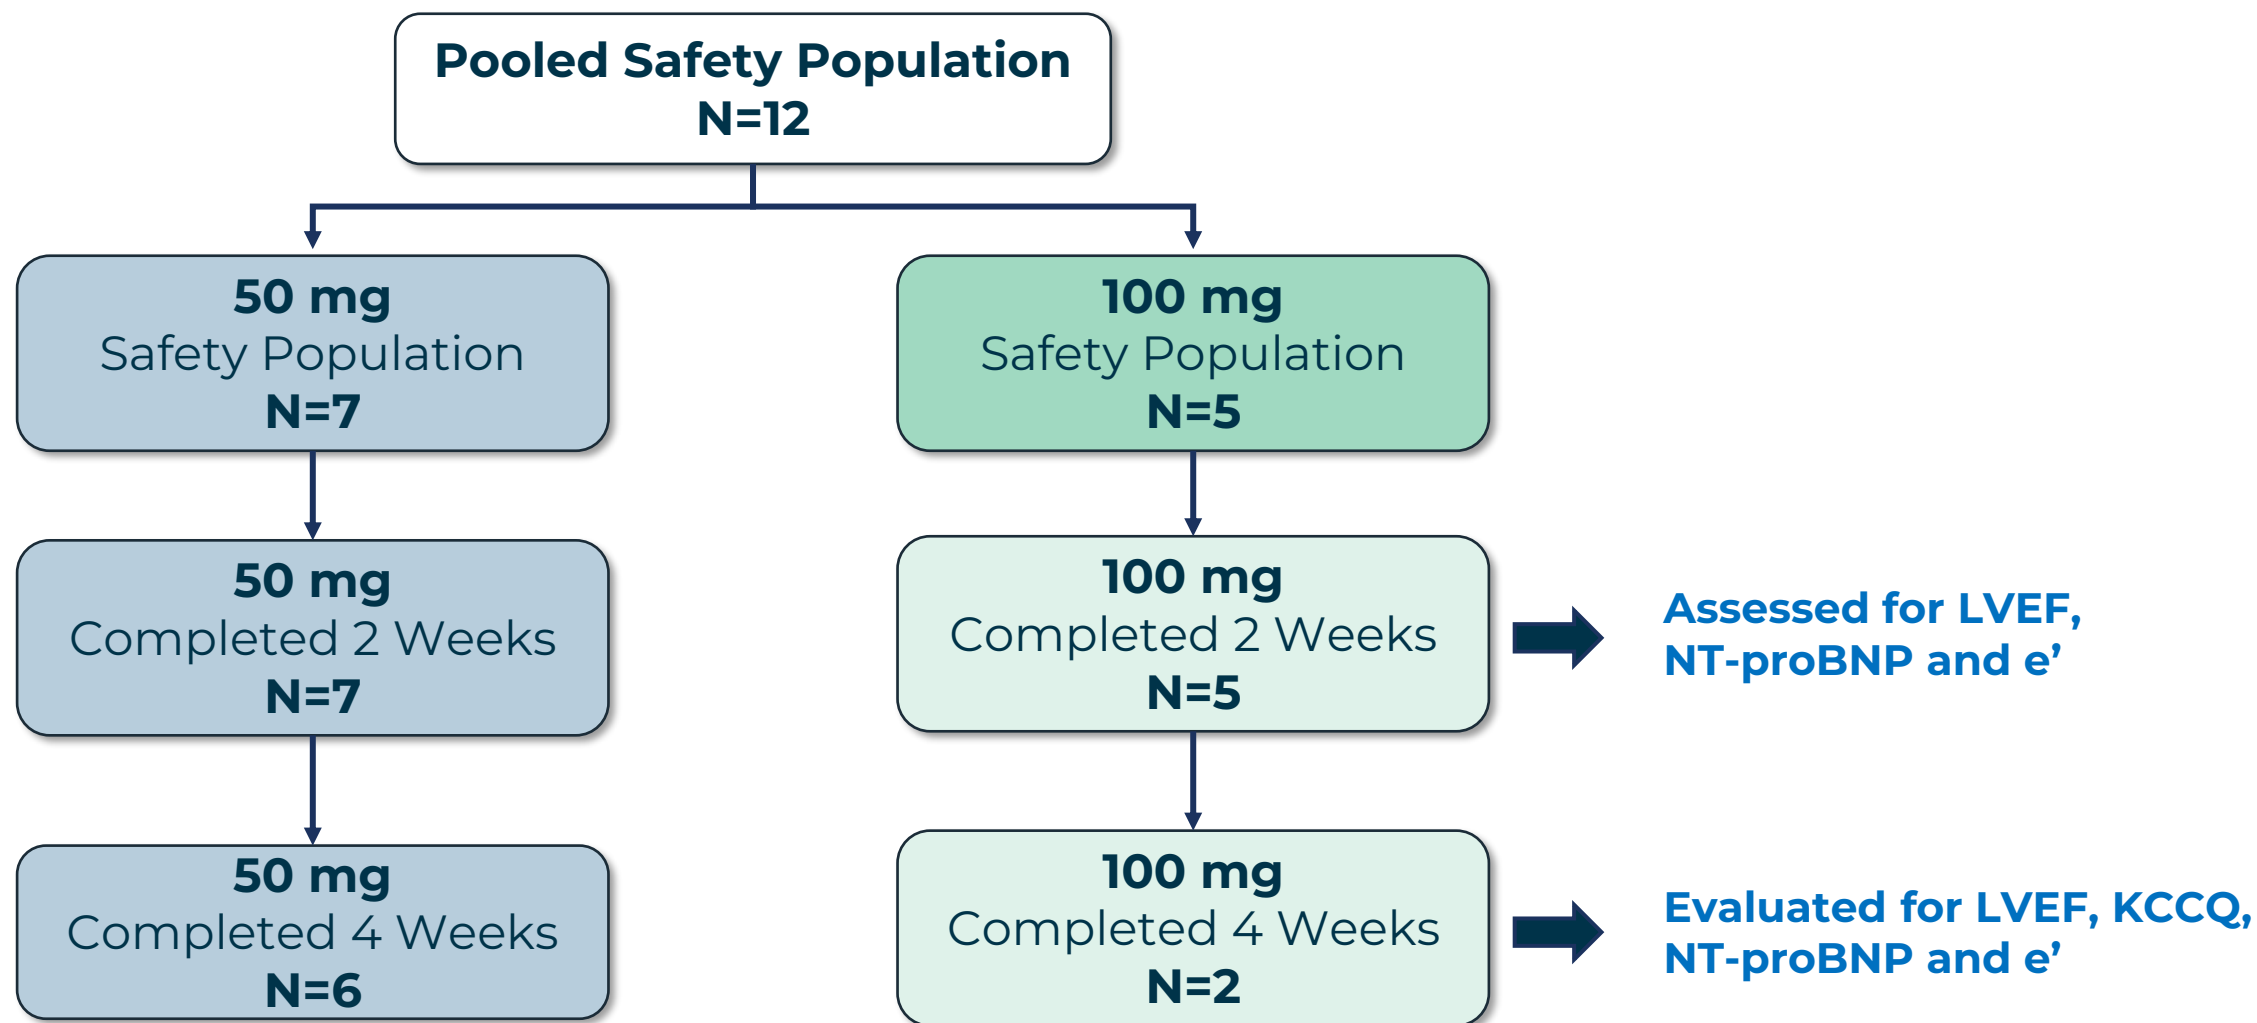 Pooled Safety Population
N=12
50 mg
Safety Population
N=7
100 mg
Safety Population
N=5
50 mg
Completed 2 Weeks
N=7
100 mg
Completed 2 Weeks
N=5
Assessed for LVEF,
NT-proBNP and e’
50 mg
Completed 4 Weeks
N=6
100 mg
Completed 4 Weeks
N=2
Evaluated for LVEF, KCCQ,
NT-proBNP and e’